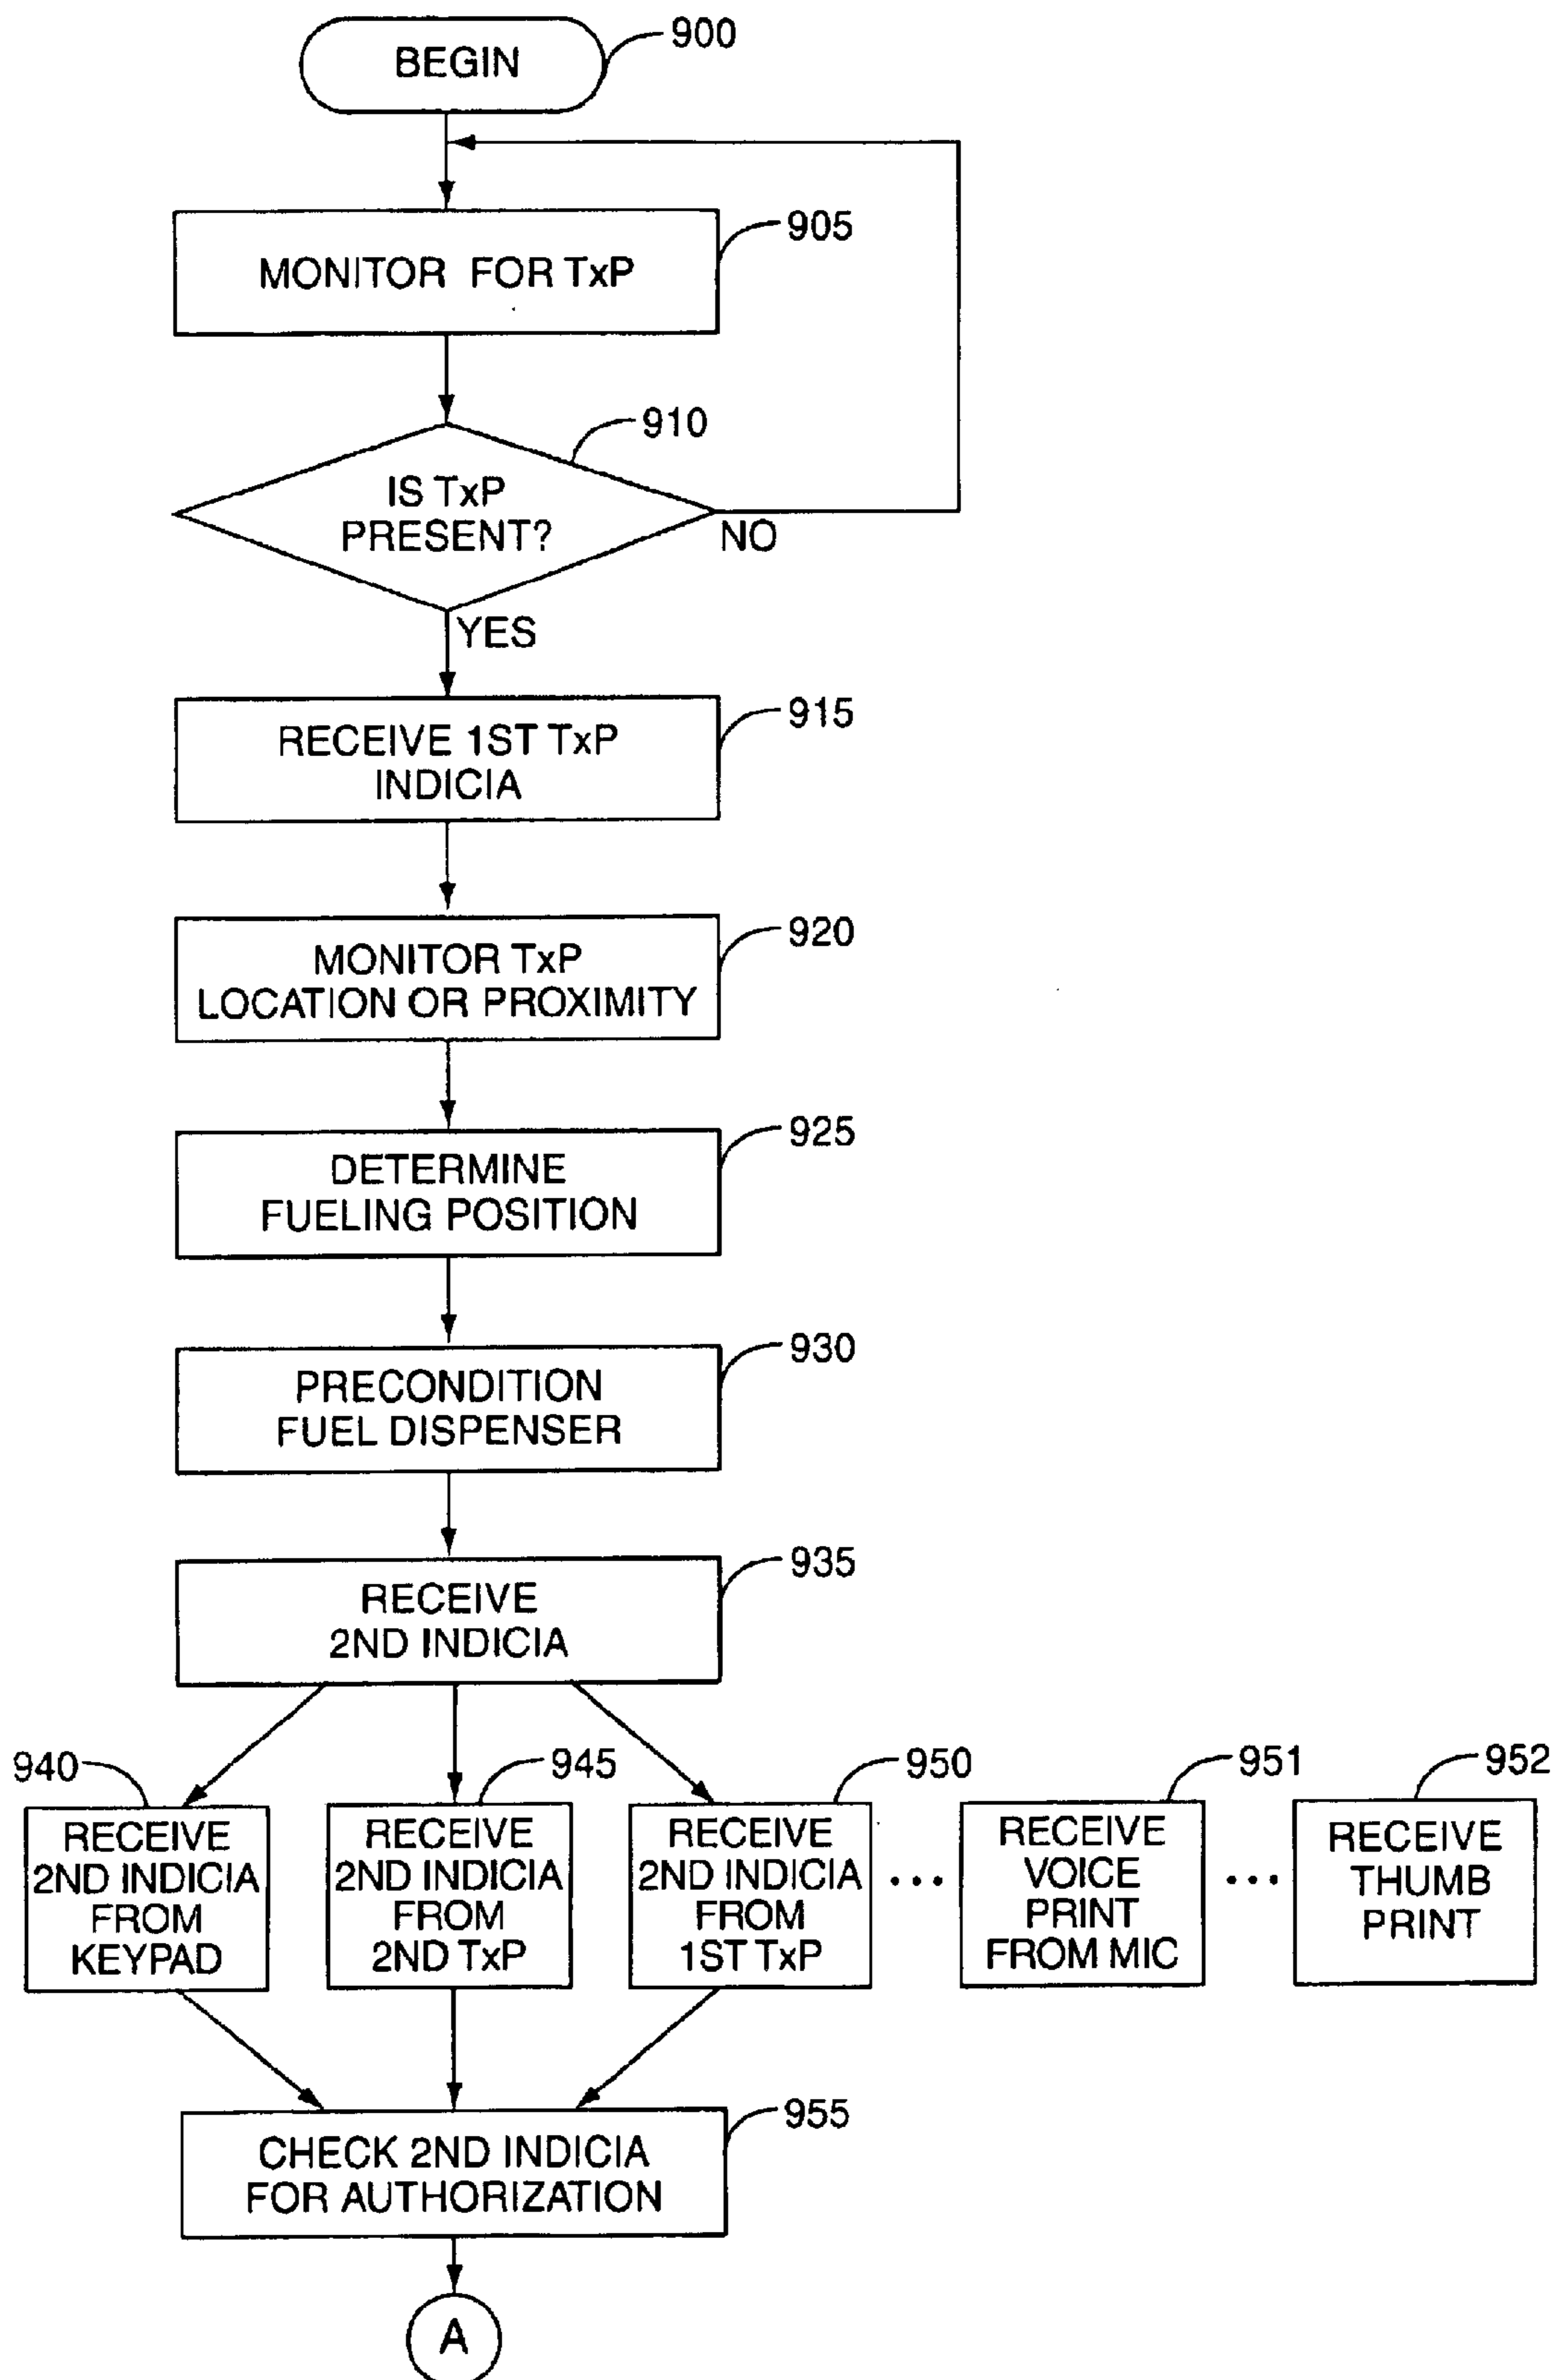 BEGIN
900
MONITOR FOR TxP
905
910
IS TxP
PRESENT?
NO
YES
RECEIVE 1ST TxP
INDICIA
915
MONITOR TxP
LOCATION OR PROXIMITY
920
DETERMINE
FUELING POSITION
925
PRECONDITION
FUEL DISPENSER
930
RECEIVE
2ND INDICIA
935
940
RECEIVE
2ND INDICIA
FROM
KEYPAD
945
RECEIVE
2ND INDICIA
FROM
2ND TxP
950
RECEIVE
2ND INDICIA
FROM
1ST TxP
...
951
RECEIVE
VOICE
PRINT
FROM MIC
...
952
RECEIVE
THUMB
PRINT
CHECK 2ND INDICIA
FOR AUTHORIZATION
955
A